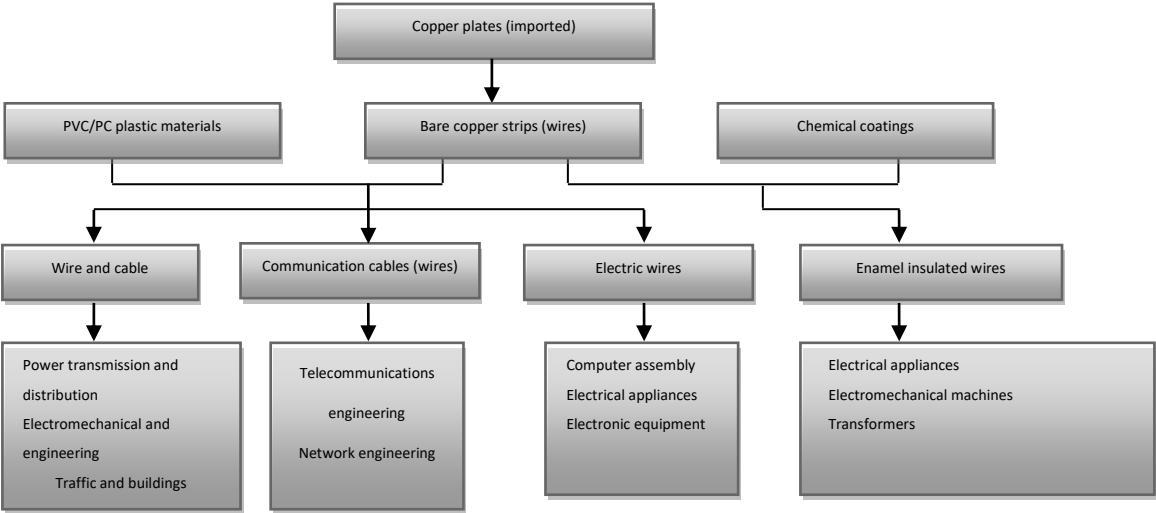 Copper plates (imported)
PVC/PC plastic materials
Bare copper strips (wires)
Chemical coatings
Wire and cable
Communication cables (wires)
Electric wires
Enamel insulated wires
Power transmission and
distribution
Electromechanical and
engineering
Traffic and buildings
Telecommunications
engineering
Network engineering
Computer assembly
Electrical appliances
Electronic equipment
Electrical appliances
Electromechanical machines
Transformers